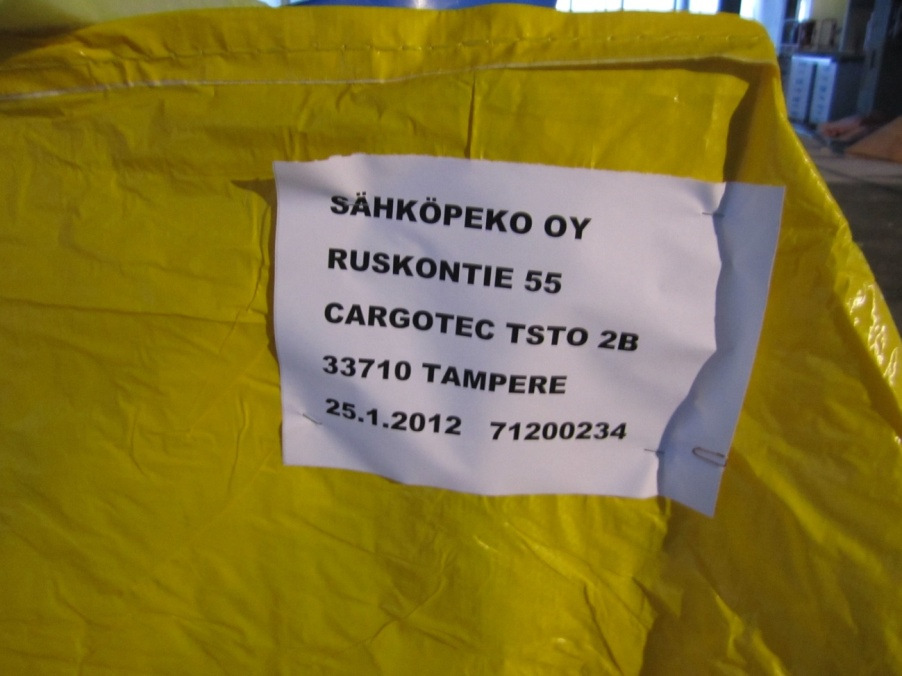 SÄHKÖPEKO OY
RUSKONTIE 55
CARGOTEC TSTO 2B
33710 TAMPERE
25.1.2012 71200234